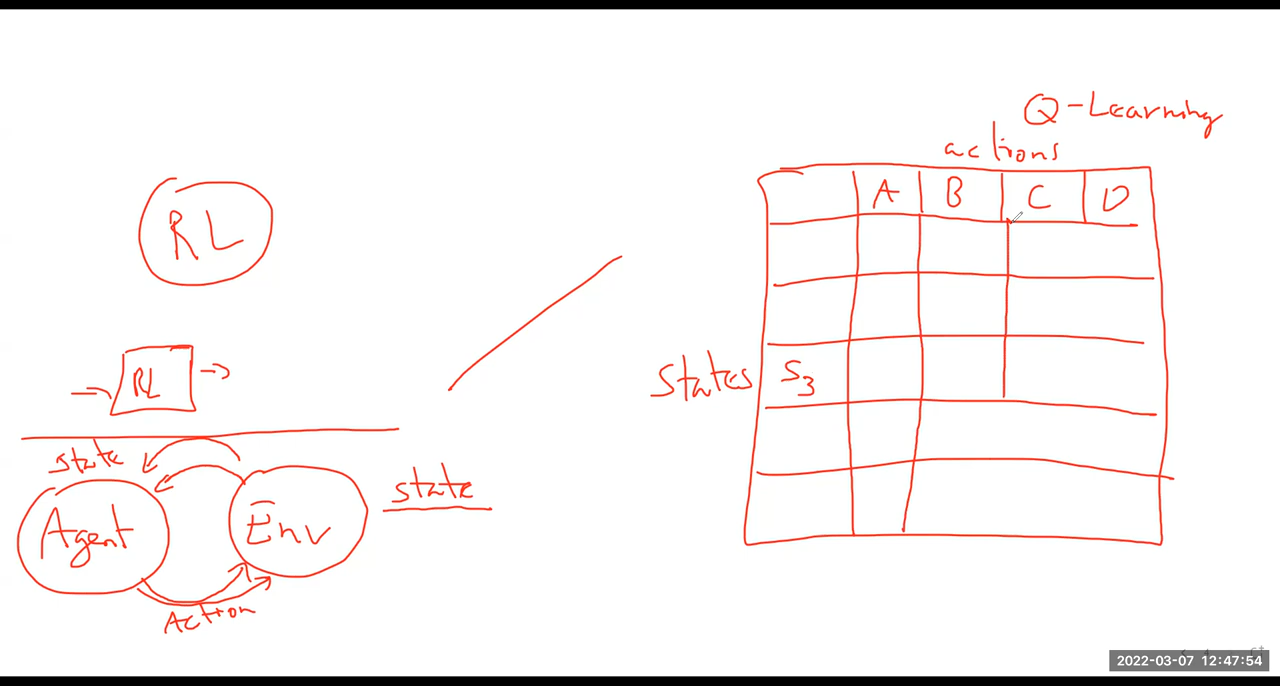 RL
RL
state
Agent
Env
state
Action
Q-Learning
actions
A B C D
States
S3
2022-03-07 12:47:54